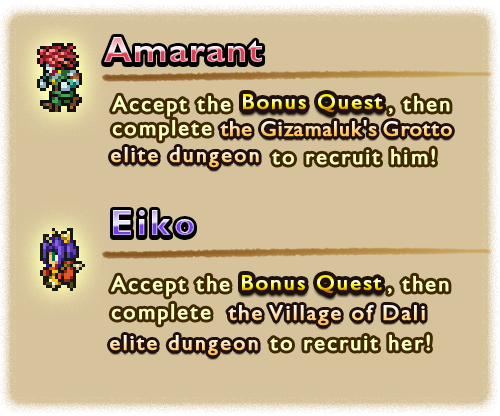 Amarant
Accept the Bonus Quest, then
complete the Gizamaluk's Grotto
elite dungeon to recruit him!
Eiko
Accept the Bonus Quest, then
complete the Village of Dali
elite dungeon to recruit her!